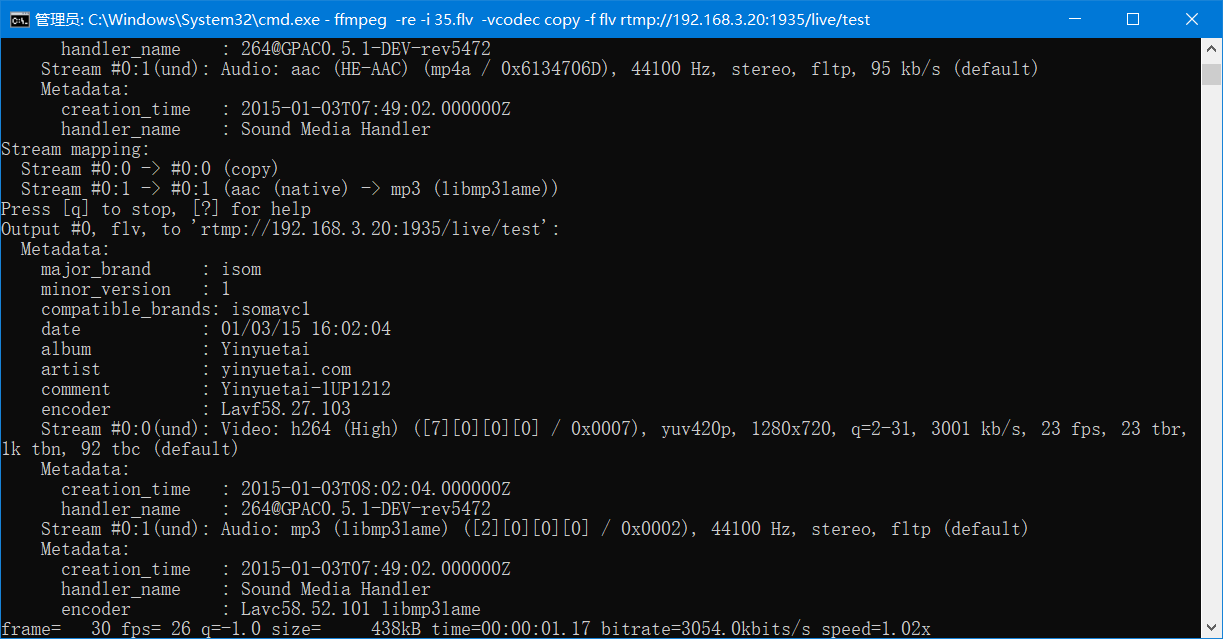 管理员: C:\Windows\System32\cmd.exe - ffmpeg  -re -i 35.flv  -vcodec copy -f flv rtmp://192.168.3.20:1935/live/test
      handler_name    : 264@GPAC0.5.1-DEV-rev5472
    Stream #0:1(und): Audio: aac (HE-AAC) (mp4a / 0x6134706D), 44100 Hz, stereo, fltp, 95 kb/s (default)
    Metadata:
      creation_time   : 2015-01-03T07:49:02.000000Z
      handler_name    : Sound Media Handler
Stream mapping:
  Stream #0:0 -> #0:0 (copy)
  Stream #0:1 -> #0:1 (aac (native) -> mp3 (libmp3lame))
Press [q] to stop, [?] for help
Output #0, flv, to 'rtmp://192.168.3.20:1935/live/test':
  Metadata:
    major_brand     : isom
    minor_version   : 1
    compatible_brands: isomavc1
    date            : 01/03/15 16:02:04
    album           : Yinyuetai
    artist          : yinyuetai.com
    comment         : Yinyuetai-1UP1212
    encoder         : Lavf58.27.103
    Stream #0:0(und): Video: h264 (High) ([7][0][0][0] / 0x0007), yuv420p, 1280x720, q=2-31, 3001 kb/s, 23 fps, 23 tbr,
1k tbn, 92 tbc (default)
    Metadata:
      creation_time   : 2015-01-03T08:02:04.000000Z
      handler_name    : 264@GPAC0.5.1-DEV-rev5472
    Stream #0:1(und): Audio: mp3 (libmp3lame) ([2][0][0][0] / 0x0002), 44100 Hz, stereo, fltp (default)
    Metadata:
      creation_time   : 2015-01-03T07:49:02.000000Z
      handler_name    : Sound Media Handler
      encoder         : Lavc58.52.101 libmp3lame
frame=   30 fps= 26 q=-1.0 size=     438kB time=00:00:01.17 bitrate=3054.0kbits/s speed=1.02x